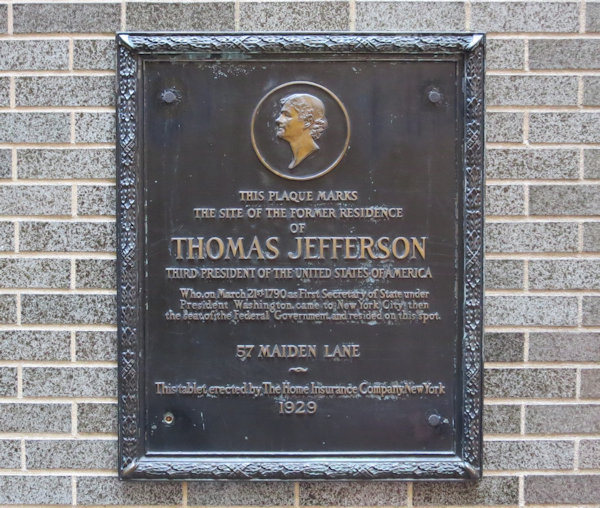 THIS PLAQUE MARKS
THE SITE OF THE FORMER RESIDENCE
OF
THOMAS JEFFERSON
THIRD PRESIDENT OF THE UNITED STATES OF AMERICA
Who, on March 21st 1790 as First Secretary of State under
President Washington, came to New York City, then
the seat of the Federal Government, and resided on this spot.
57 MAIDEN LANE
~
This tablet erected by The Home Insurance Company, New York
1929